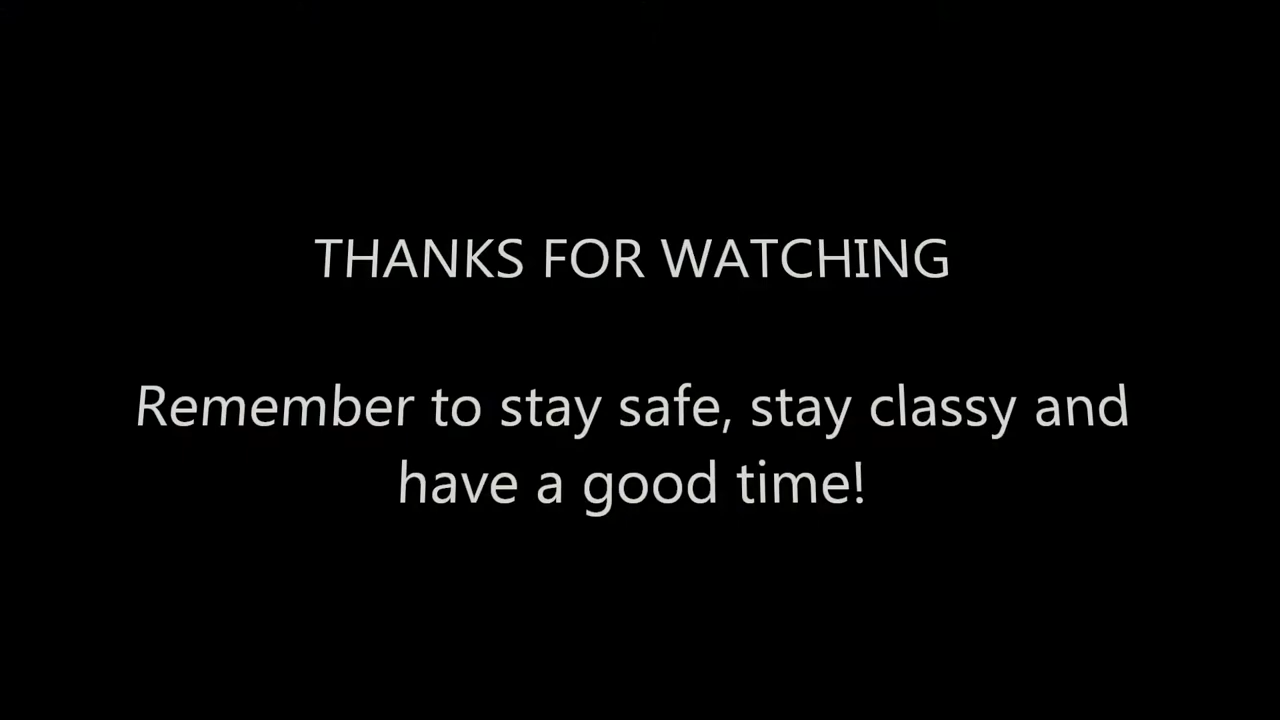 THANKS FOR WATCHING
Remember to stay safe, stay classy and
have a good time!